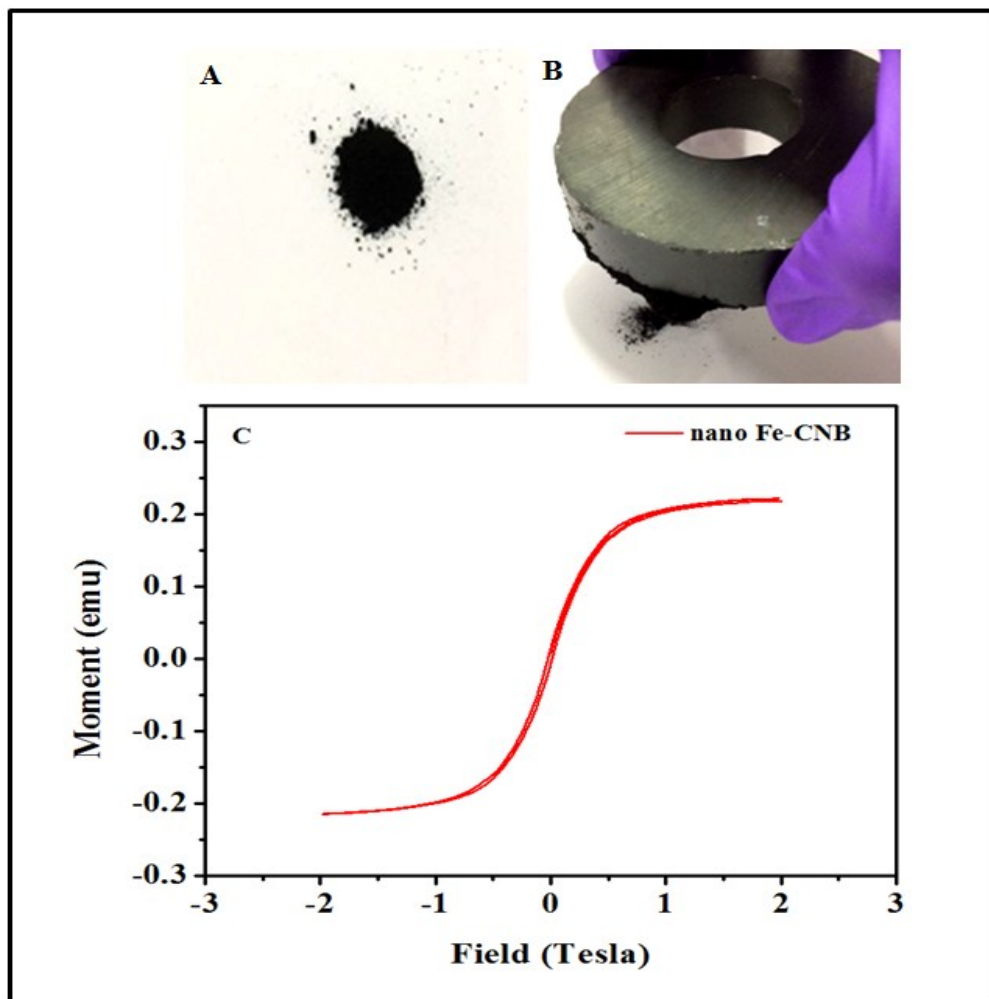 A
B
C
nano Fe-CNB
0.3
0.2
0.1
0.0
-0.1
-0.2
-0.3
Moment (emu)
-3 -2 -1 0 1 2 3
Field (Tesla)